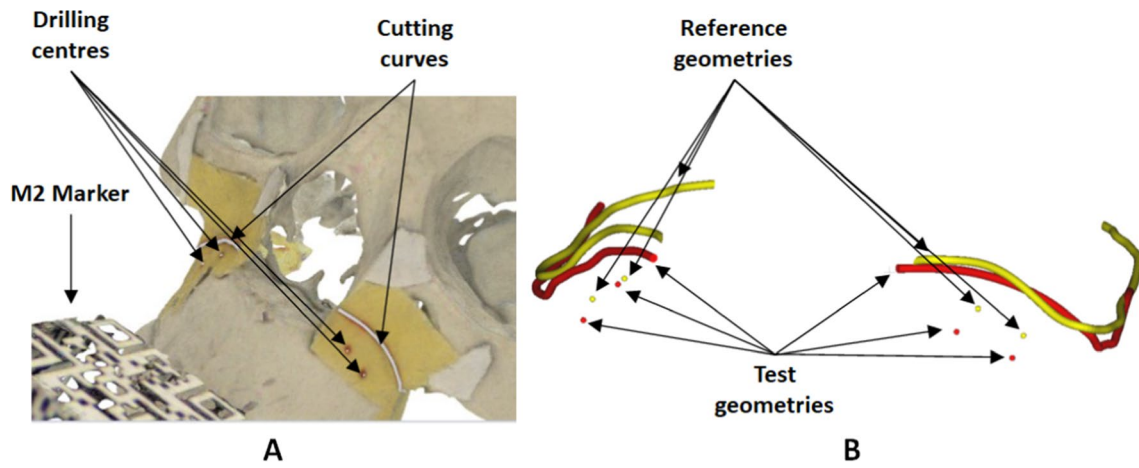 Drilling
centres
Cutting
curves
M2 Marker
A
Reference
geometries
Test
geometries
B